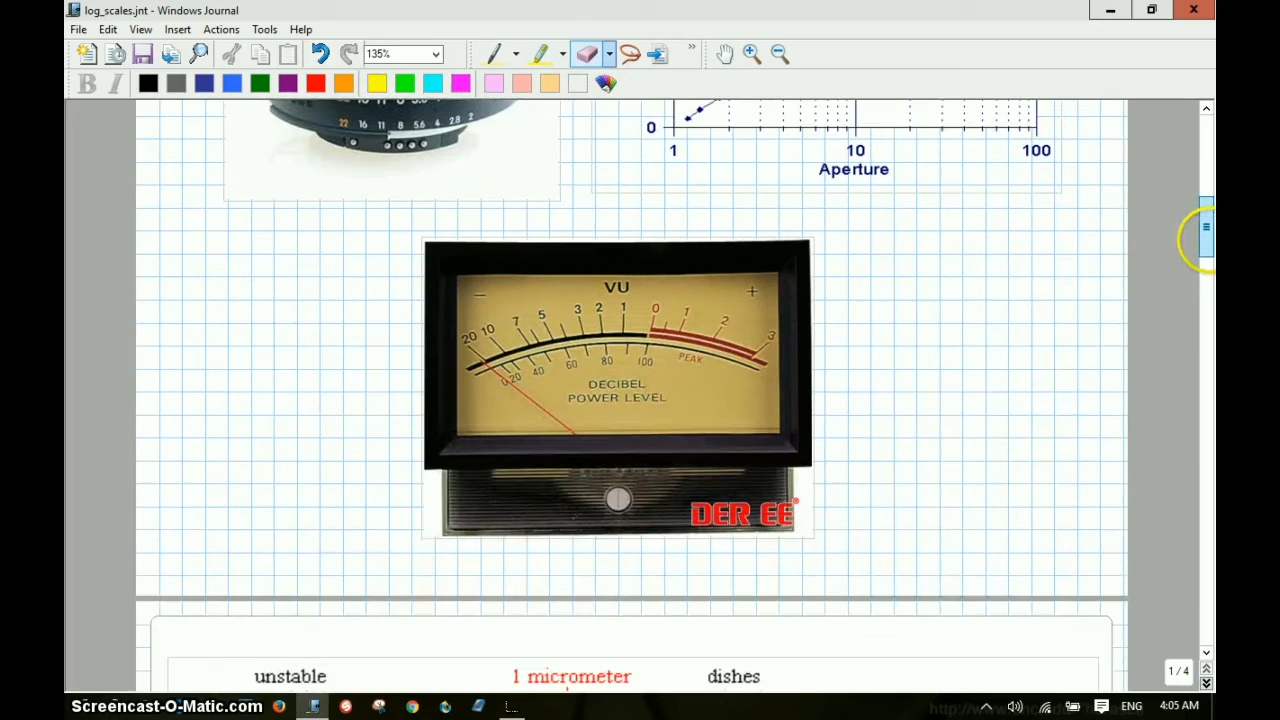 log_scales.jnt - Windows Journal
File Edit View Insert Actions Tools Help
135%
B I
22 16 11 8 5.6 4 2.8 2
0
1 10 100
Aperture
VU
− +
20 10 7 5 3 2 1 0 1 2 3
0 20 40 60 80 100 PEAK
DECIBEL
POWER LEVEL
DER EE®
1 / 4
unstable 1 micrometer dishes
Screencast-O-Matic.com
ENG 4:05 AM